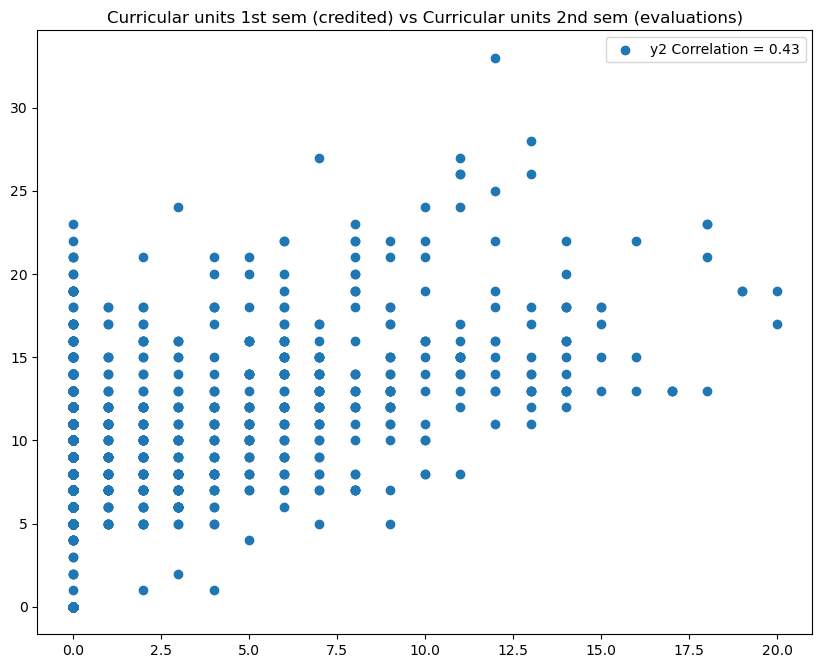 Curricular units 1st sem (credited) vs Curricular units 2nd sem (evaluations)
y2 Correlation = 0.43
30
25
20
15
10
5
0
0.0 2.5 5.0 7.5 10.0 12.5 15.0 17.5 20.0